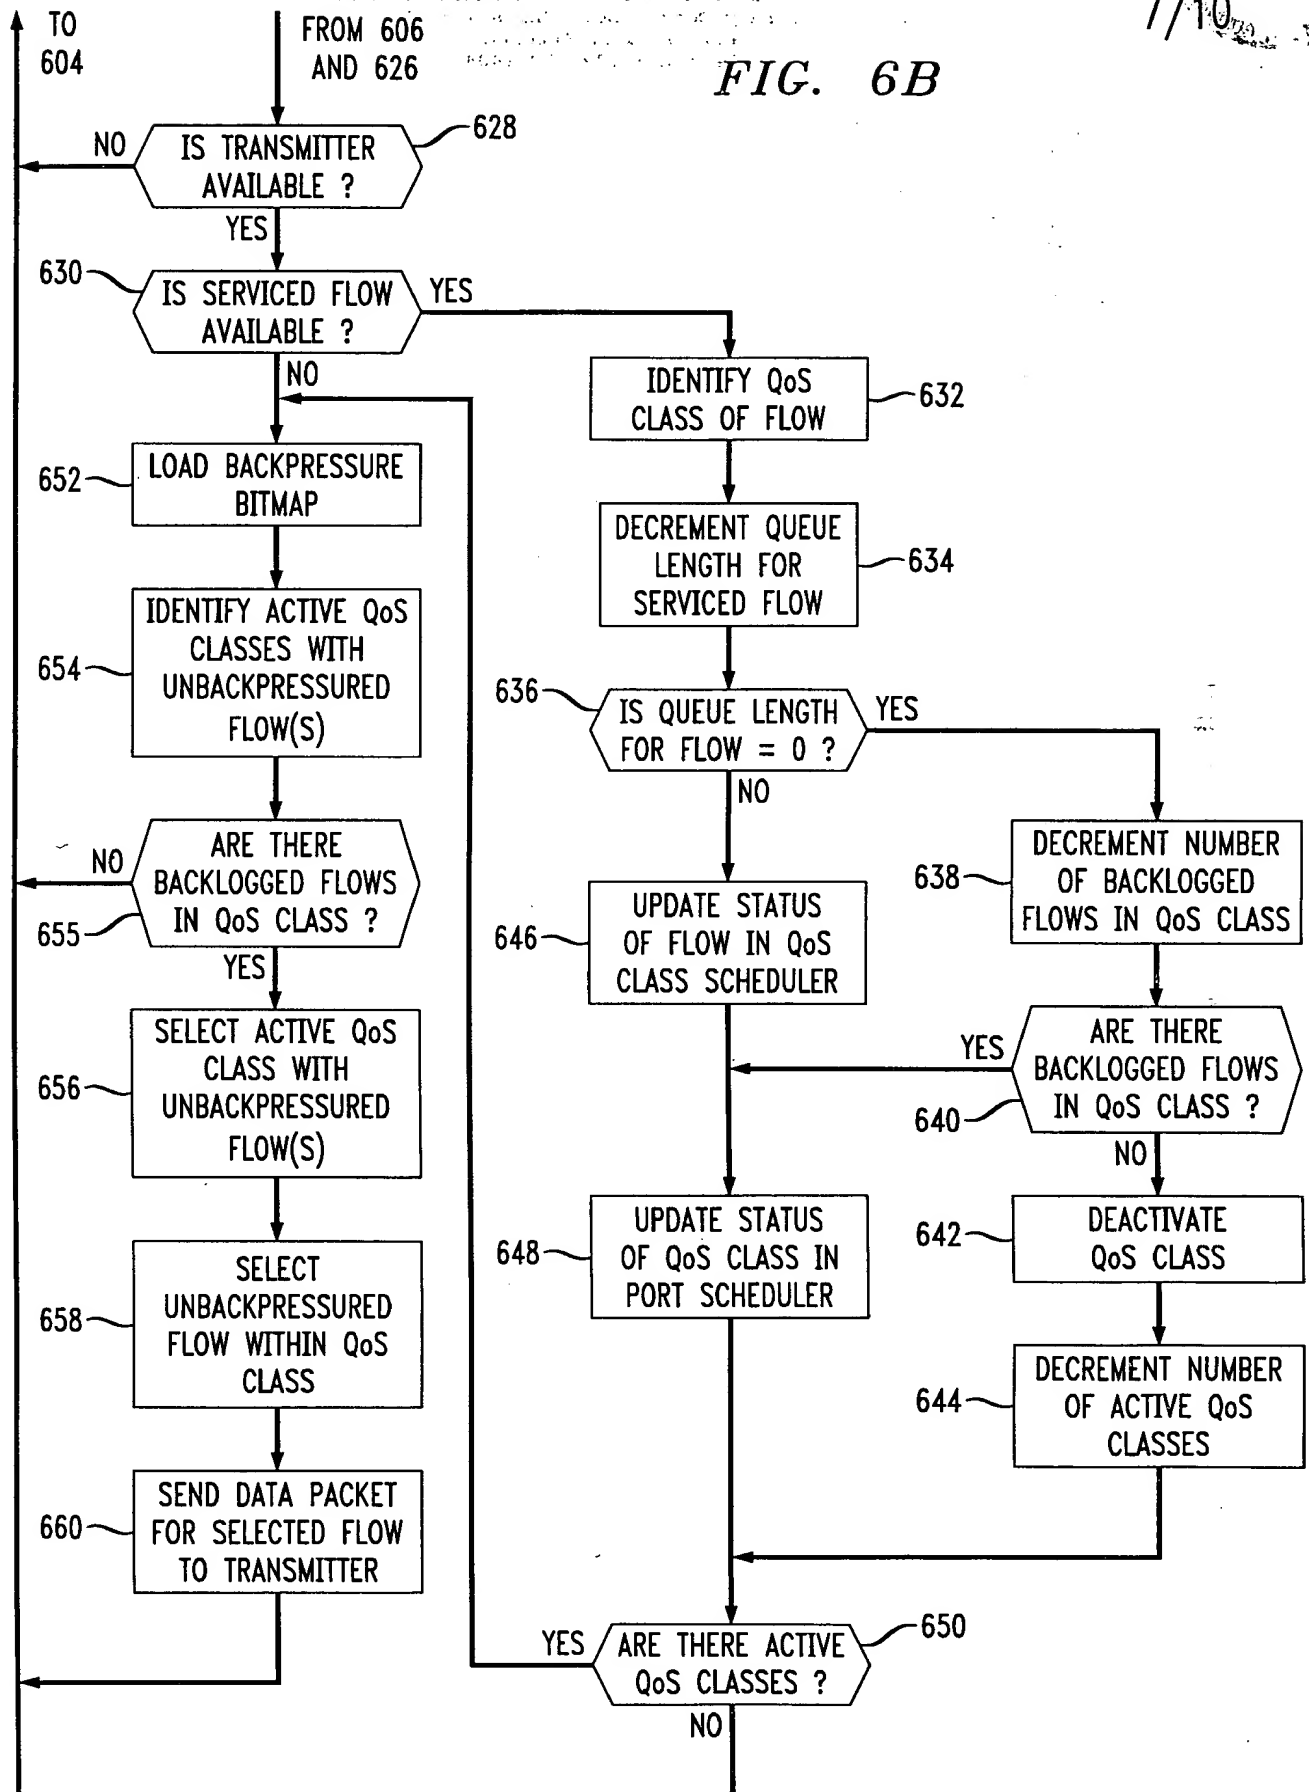 TO
604
FROM 606
AND 626
7/10
FIG. 6B
NO
IS TRANSMITTER
AVAILABLE ?
628
YES
630
IS SERVICED FLOW
AVAILABLE ?
YES
NO
IDENTIFY QoS
CLASS OF FLOW
632
652
LOAD BACKPRESSURE
BITMAP
DECREMENT QUEUE
LENGTH FOR
SERVICED FLOW
634
654
IDENTIFY ACTIVE QoS
CLASSES WITH
UNBACKPRESSURED
FLOW(S)
636
IS QUEUE LENGTH
FOR FLOW = 0 ?
YES
NO
NO
ARE THERE
BACKLOGGED FLOWS
IN QoS CLASS ?
655
YES
646
UPDATE STATUS
OF FLOW IN QoS
CLASS SCHEDULER
638
DECREMENT NUMBER
OF BACKLOGGED
FLOWS IN QoS CLASS
656
SELECT ACTIVE QoS
CLASS WITH
UNBACKPRESSURED
FLOW(S)
YES
ARE THERE
BACKLOGGED FLOWS
IN QoS CLASS ?
640
NO
648
UPDATE STATUS
OF QoS CLASS IN
PORT SCHEDULER
642
DEACTIVATE
QoS CLASS
658
SELECT
UNBACKPRESSURED
FLOW WITHIN QoS
CLASS
644
DECREMENT NUMBER
OF ACTIVE QoS
CLASSES
660
SEND DATA PACKET
FOR SELECTED FLOW
TO TRANSMITTER
YES
ARE THERE ACTIVE
QoS CLASSES ?
650
NO